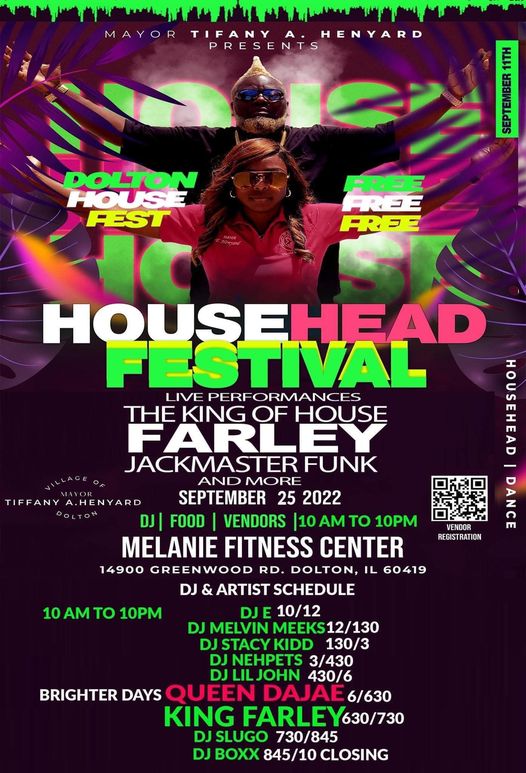 MAYOR TIFANY A. HENYARD
PRESENTS
SEPTEMBER 11TH
HOUSE
DOLTON
HOUSE
FEST
FREE
FREE
FREE
HOUSE
HOUSEHEAD
FESTIVAL
LIVE PERFORMANCES
THE KING OF HOUSE
FARLEY
JACKMASTER FUNK
AND MORE
SEPTEMBER 25 2022
VILLAGE OF
MAYOR
TIFFANY A.HENYARD
DOLTON
DJ | FOOD | VENDORS |10 AM TO 10PM
VENDOR
REGISTRATION
HOUSEHEAD | DANCE
MELANIE FITNESS CENTER
14900 GREENWOOD RD. DOLTON, IL 60419
DJ & ARTIST SCHEDULE
10 AM TO 10PM
DJ E 10/12
DJ MELVIN MEEKS 12/130
DJ STACY KIDD 130/3
DJ NEHPETS 3/430
DJ LIL JOHN 430/6
BRIGHTER DAYS QUEEN DAJAE 6/630
KING FARLEY 630/730
DJ SLUGO 730/845
DJ BOXX 845/10 CLOSING